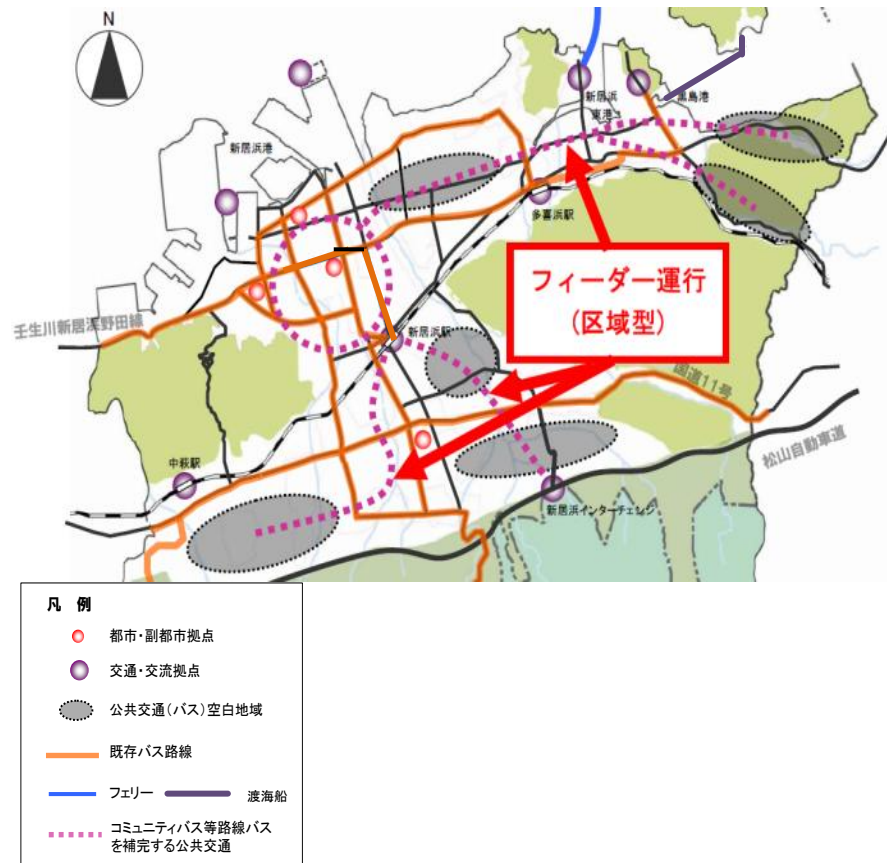 N
新居浜
東港
黒島港
新居浜港
多喜浜駅
フィーダー運行
(区域型)
壬生川新居浜野田線
新居浜駅
国道11号
松山自動車道
中萩駅
新居浜インターチェンジ
凡 例
都市・副都市拠点
交通・交流拠点
公共交通(バス)空白地域
既存バス路線
フェリー 渡海船
コミュニティバス等路線バス
を補完する公共交通